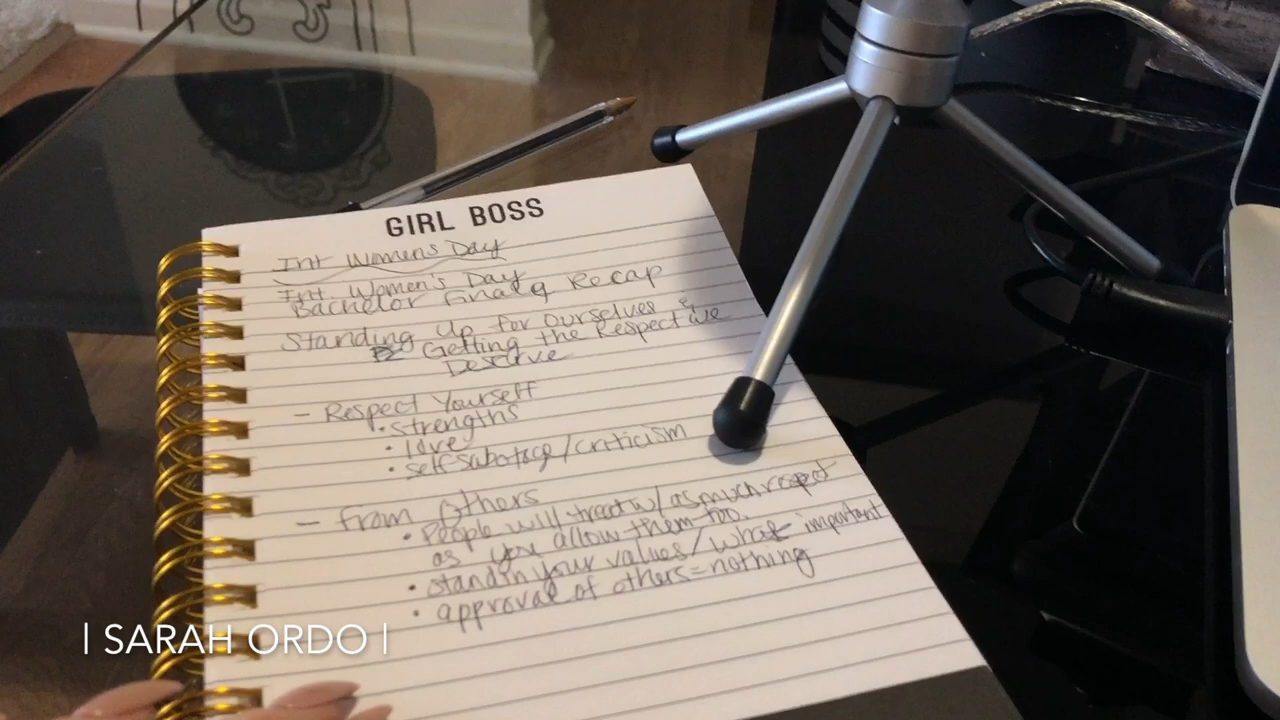 GIRL BOSS
Int Womens Day
Int. Women's Day
Bachelor Finale Recap
Standing Up for Ourselves &
Getting the Respect We
Deserve
- Respect Yourself
• strengths
• love
• self sabotage/criticism
- From Others
• People will treat w/ as much respect
as you allow them too.
• stand in your values/what important
• approval of others = nothing
| SARAH ORDO |